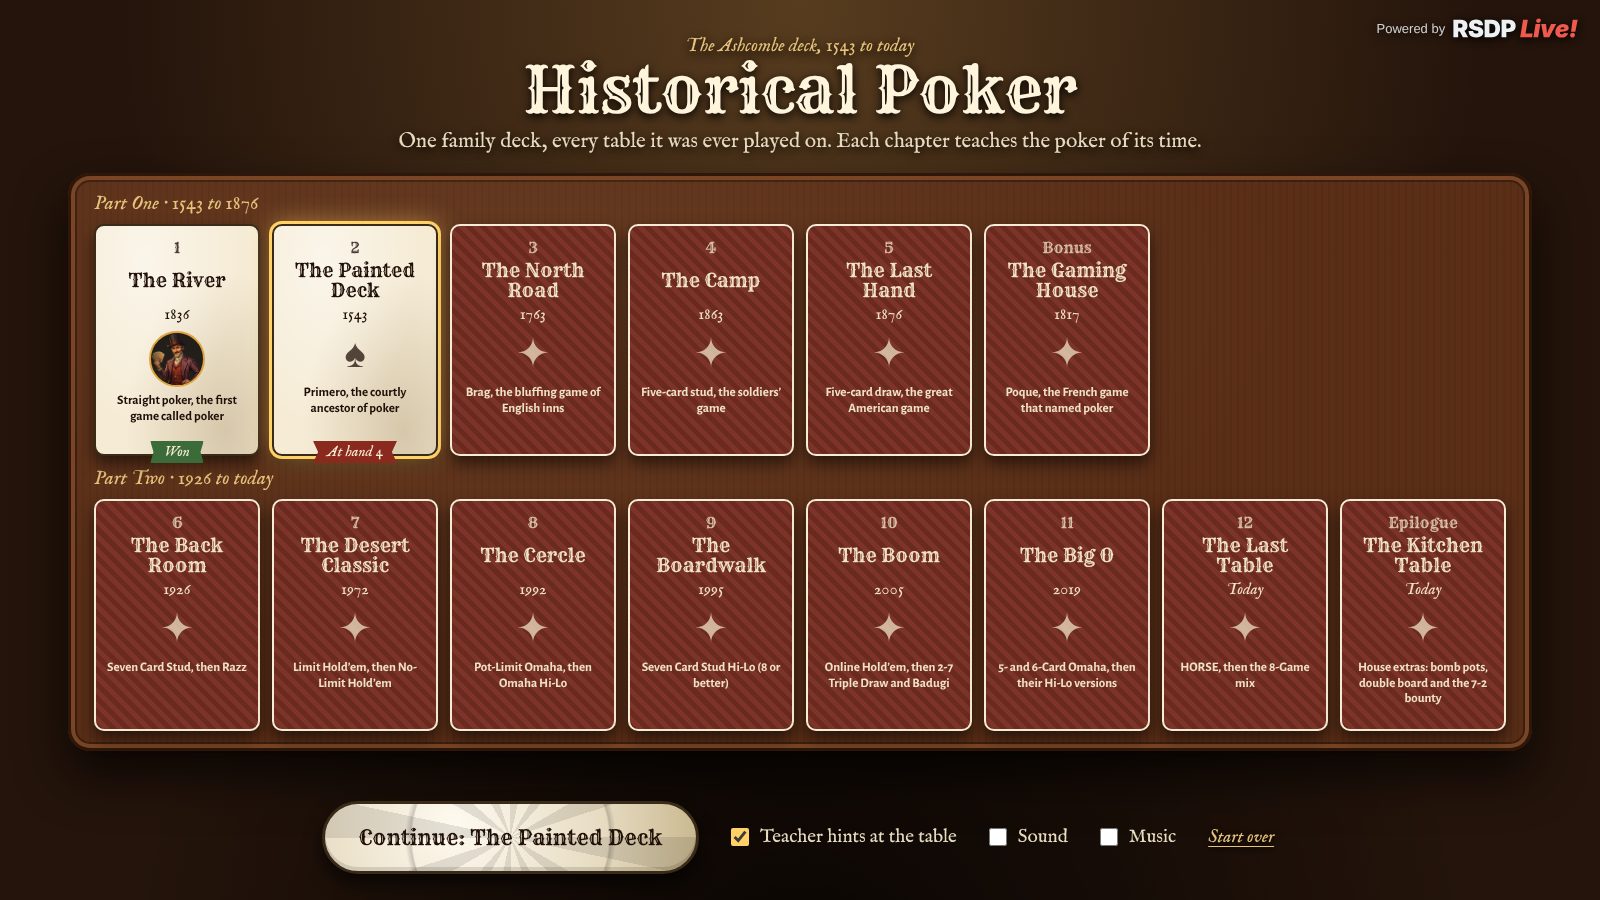 Powered by RSDP Live!
The Ashcombe deck, 1543 to today
Historical Poker
One family deck, every table it was ever played on. Each chapter teaches the poker of its time.
Part One · 1543 to 1876
1
The River
1836
Straight poker, the first
game called poker
Won
2
The Painted
Deck
1543
Primero, the courtly
ancestor of poker
At hand 4
3
The North
Road
1763
Brag, the bluffing game of
English inns
4
The Camp
1863
Five-card stud, the soldiers'
game
5
The Last
Hand
1876
Five-card draw, the great
American game
Bonus
The Gaming
House
1817
Poque, the French game
that named poker
Part Two · 1926 to today
6
The Back
Room
1926
Seven Card Stud, then Razz
7
The Desert
Classic
1972
Limit Hold'em, then No-
Limit Hold'em
8
The Cercle
1992
Pot-Limit Omaha, then
Omaha Hi-Lo
9
The
Boardwalk
1995
Seven Card Stud Hi-Lo (8 or
better)
10
The Boom
2005
Online Hold'em, then 2-7
Triple Draw and Badugi
11
The Big O
2019
5- and 6-Card Omaha, then
their Hi-Lo versions
12
The Last
Table
Today
HORSE, then the 8-Game
mix
Epilogue
The Kitchen
Table
Today
House extras: bomb pots,
double board and the 7-2
bounty
Continue: The Painted Deck
Teacher hints at the table
Sound
Music
Start over